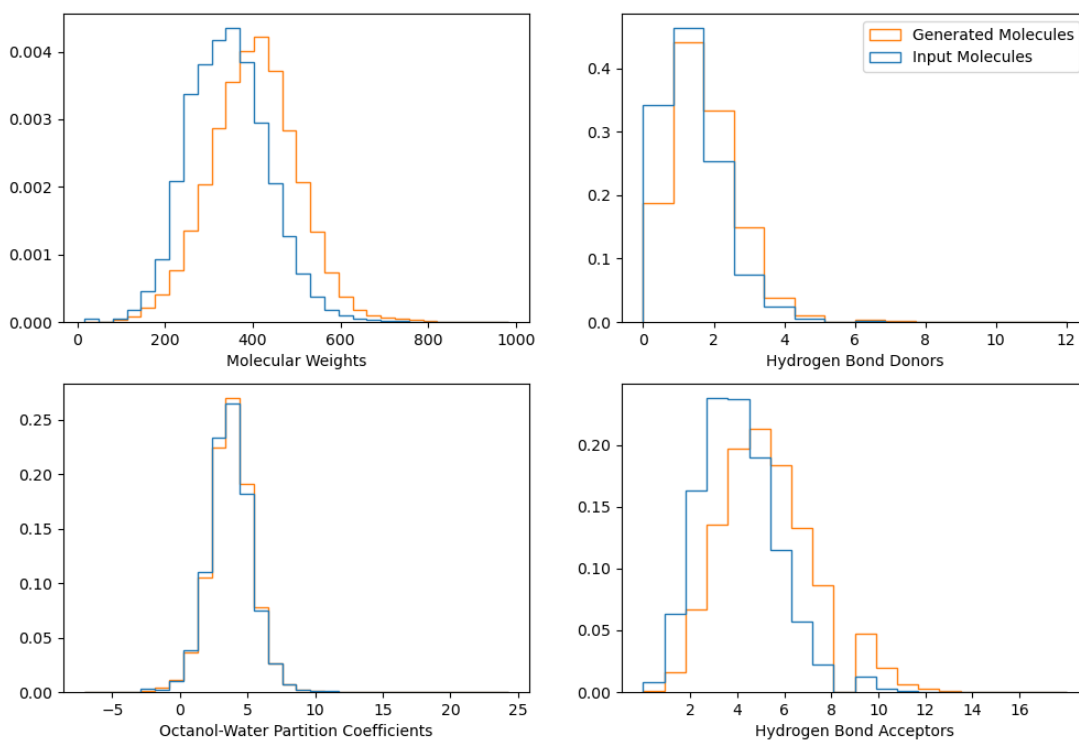 0.004
0.003
0.002
0.001
0.000
0 200 400 600 800 1000
Molecular Weights
Generated Molecules
Input Molecules
0.4
0.3
0.2
0.1
0.0
0 2 4 6 8 10 12
Hydrogen Bond Donors
0.25
0.20
0.15
0.10
0.05
0.00
−5 0 5 10 15 20 25
Octanol-Water Partition Coefficients
0.20
0.15
0.10
0.05
0.00
2 4 6 8 10 12 14 16
Hydrogen Bond Acceptors